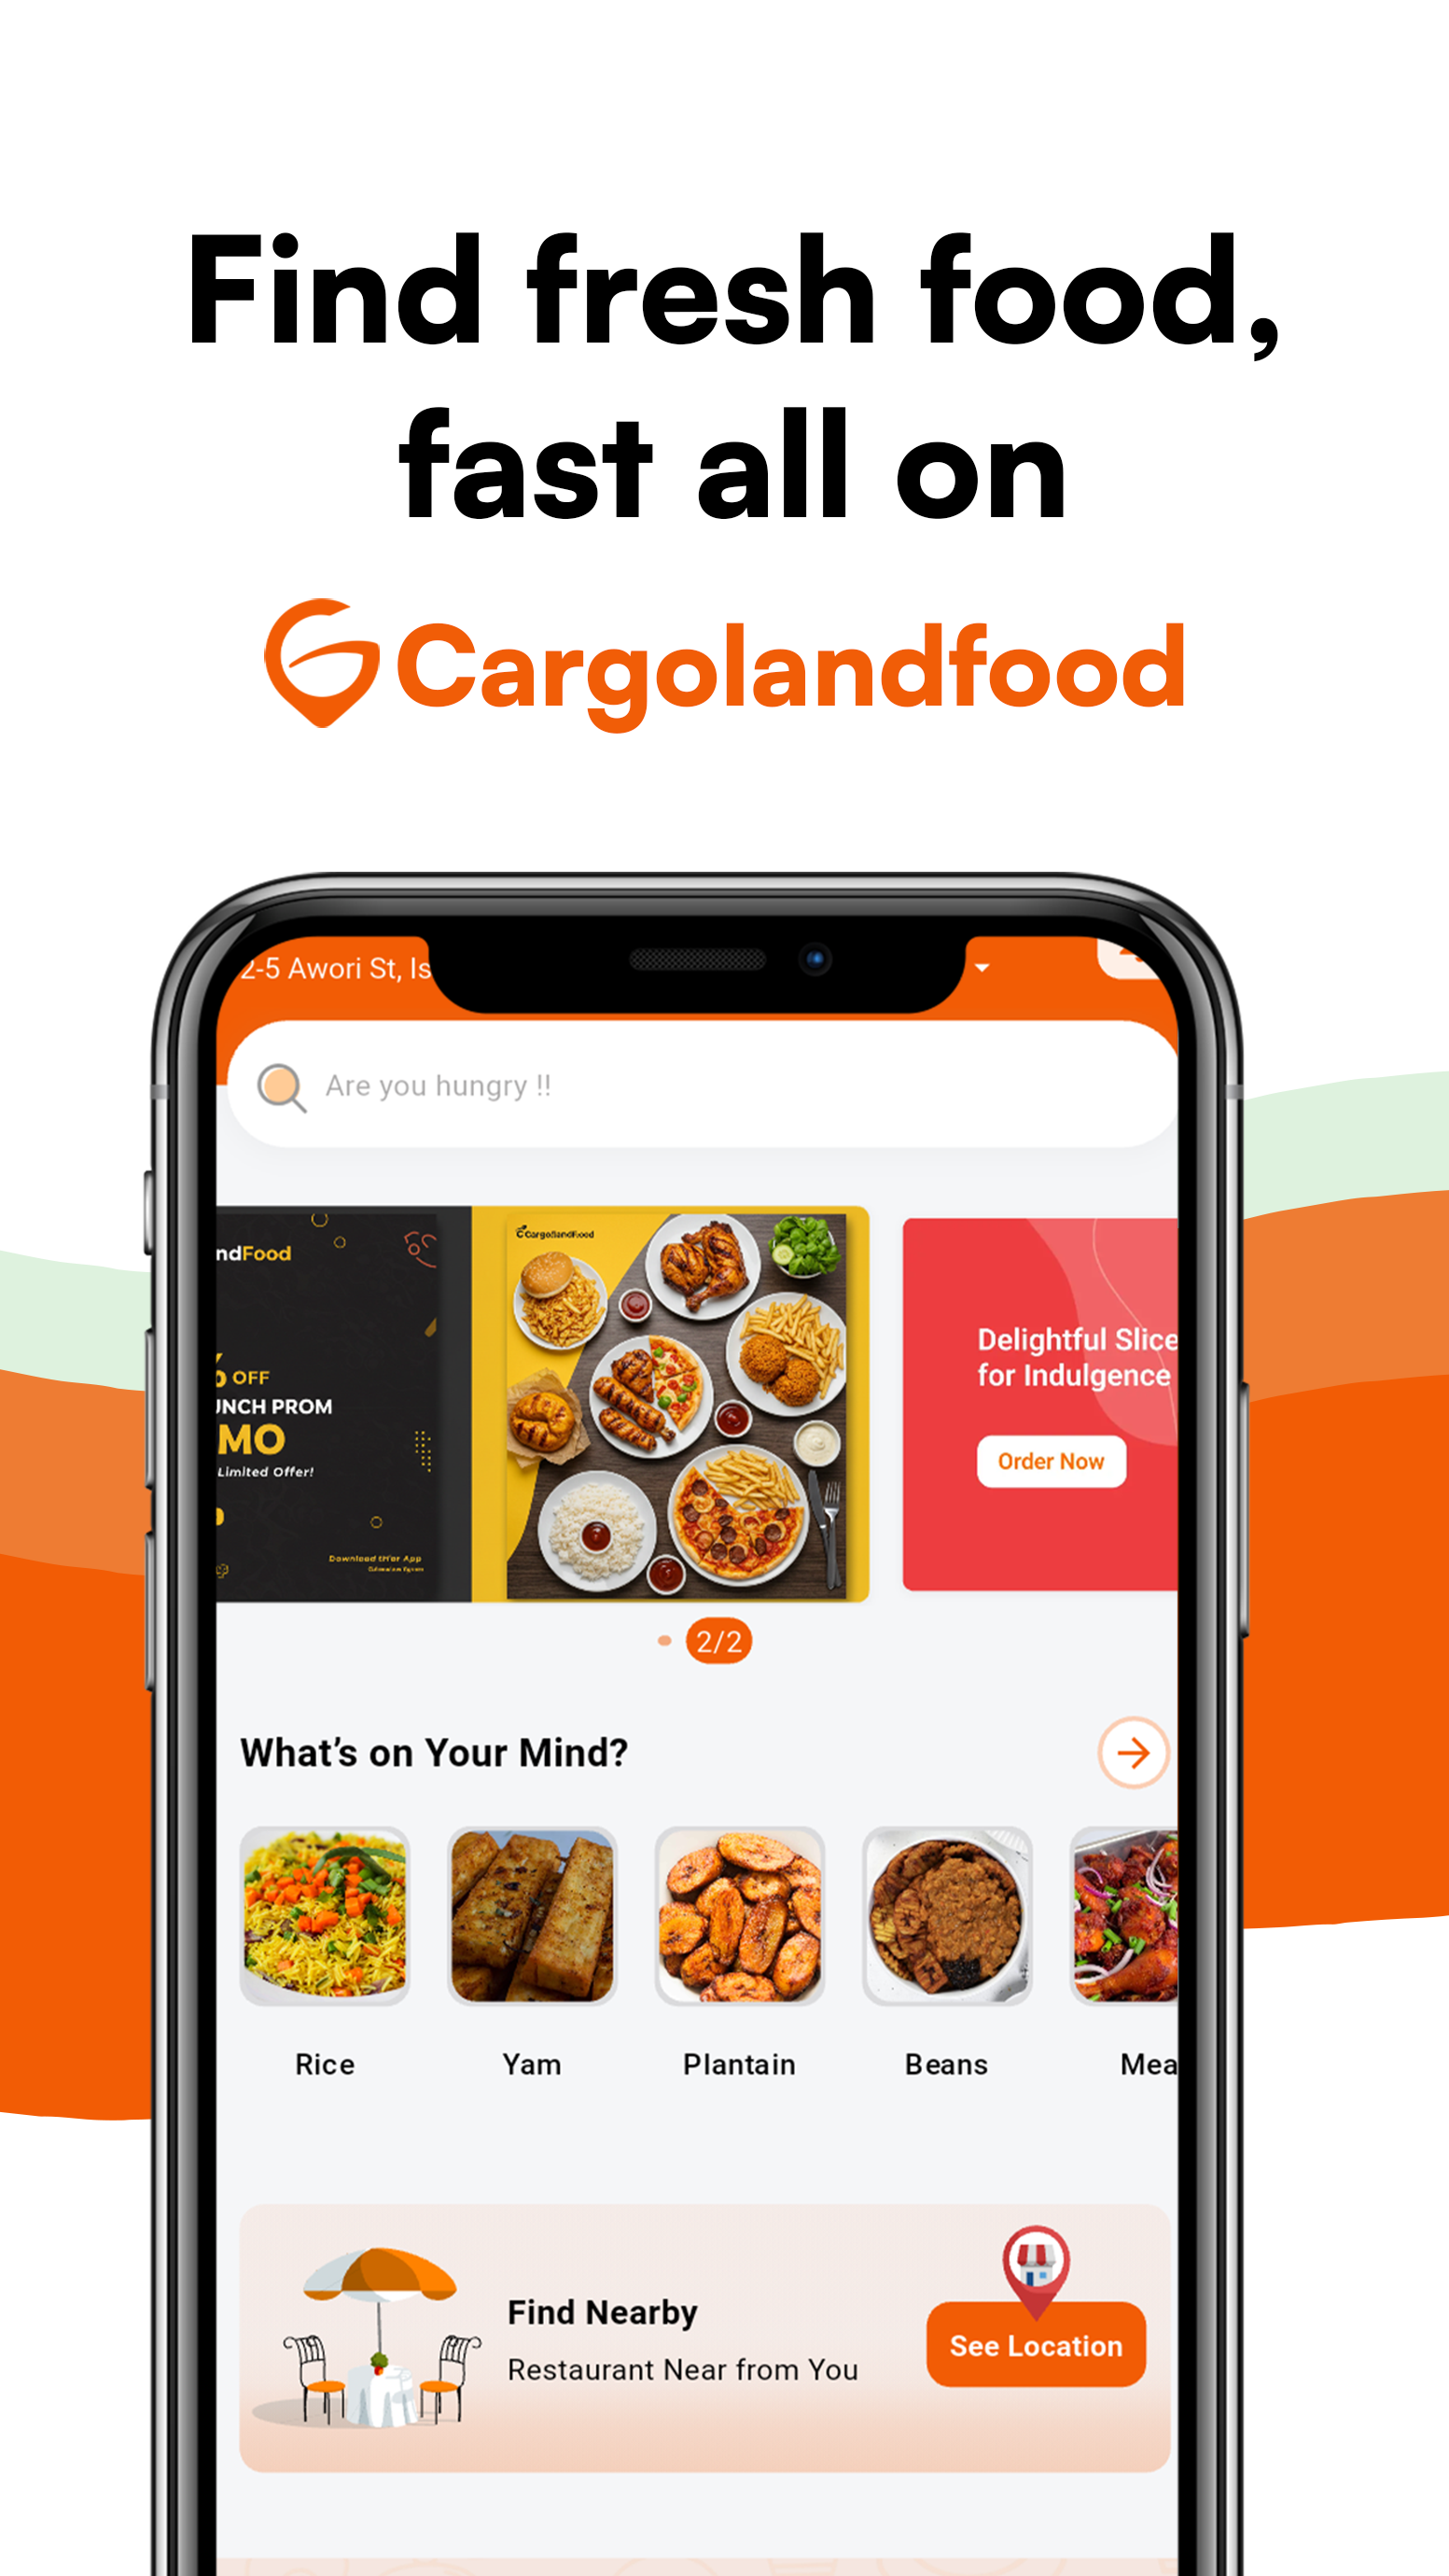 Find fresh food,
fast all on
Cargolandfood
2-5 Awori St, Is
Are you hungry !!
ndFood
% OFF
UNCH PROM
MO
Limited Offer!
CargolandFood
Delightful Slice
for Indulgence
Order Now
2/2
What's on Your Mind?
Rice
Yam
Plantain
Beans
Mea
Find Nearby
Restaurant Near from You
See Location